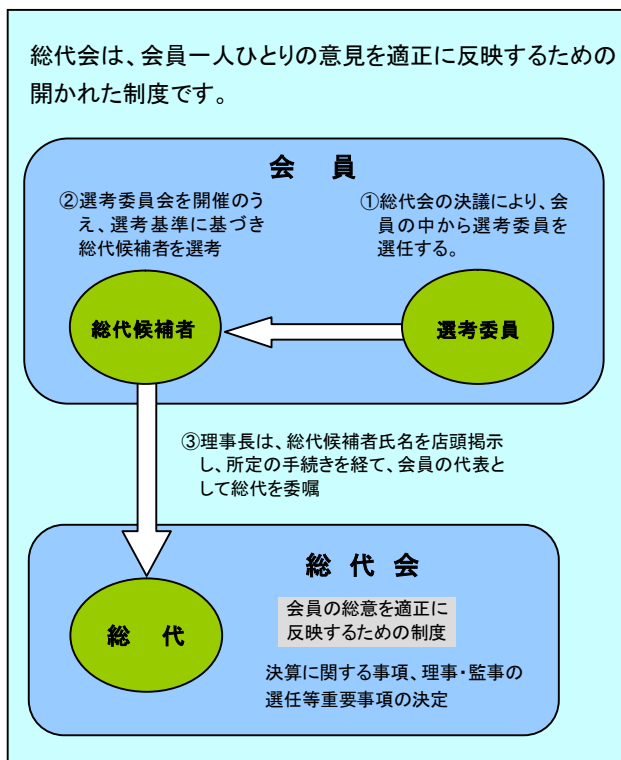 総代会は、会員一人ひとりの意見を適正に反映するための
開かれた制度です。
会　員
②選考委員会を開催のう
え、選考基準に基づき
総代候補者を選考
①総代会の決議により、会
員の中から選考委員を
選任する。
総代候補者
選考委員
③理事長は、総代候補者氏名を店頭掲示
し、所定の手続きを経て、会員の代表と
して総代を委嘱
総　代　会
会員の総意を適正に
反映するための制度
総　代
決算に関する事項、理事・監事の
選任等重要事項の決定